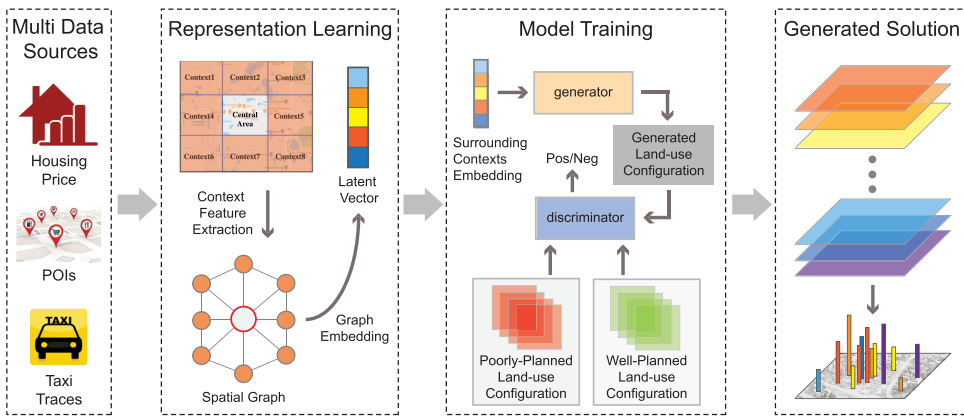 Multi Data
Sources
Housing
Price
POIs
TAXI
Taxi
Traces
Representation Learning
Context1
Context2
Context3
Context4
Central
Area
Context5
Context6
Context7
Context8
Context
Feature
Extraction
Latent
Vector
Graph
Embedding
Spatial Graph
Model Training
generator
Surrounding
Contexts
Embedding
Generated
Land-use
Configuration
Pos/Neg
discriminator
Poorly-Planned
Land-use
Configuration
Well-Planned
Land-use
Configuration
Generated Solution